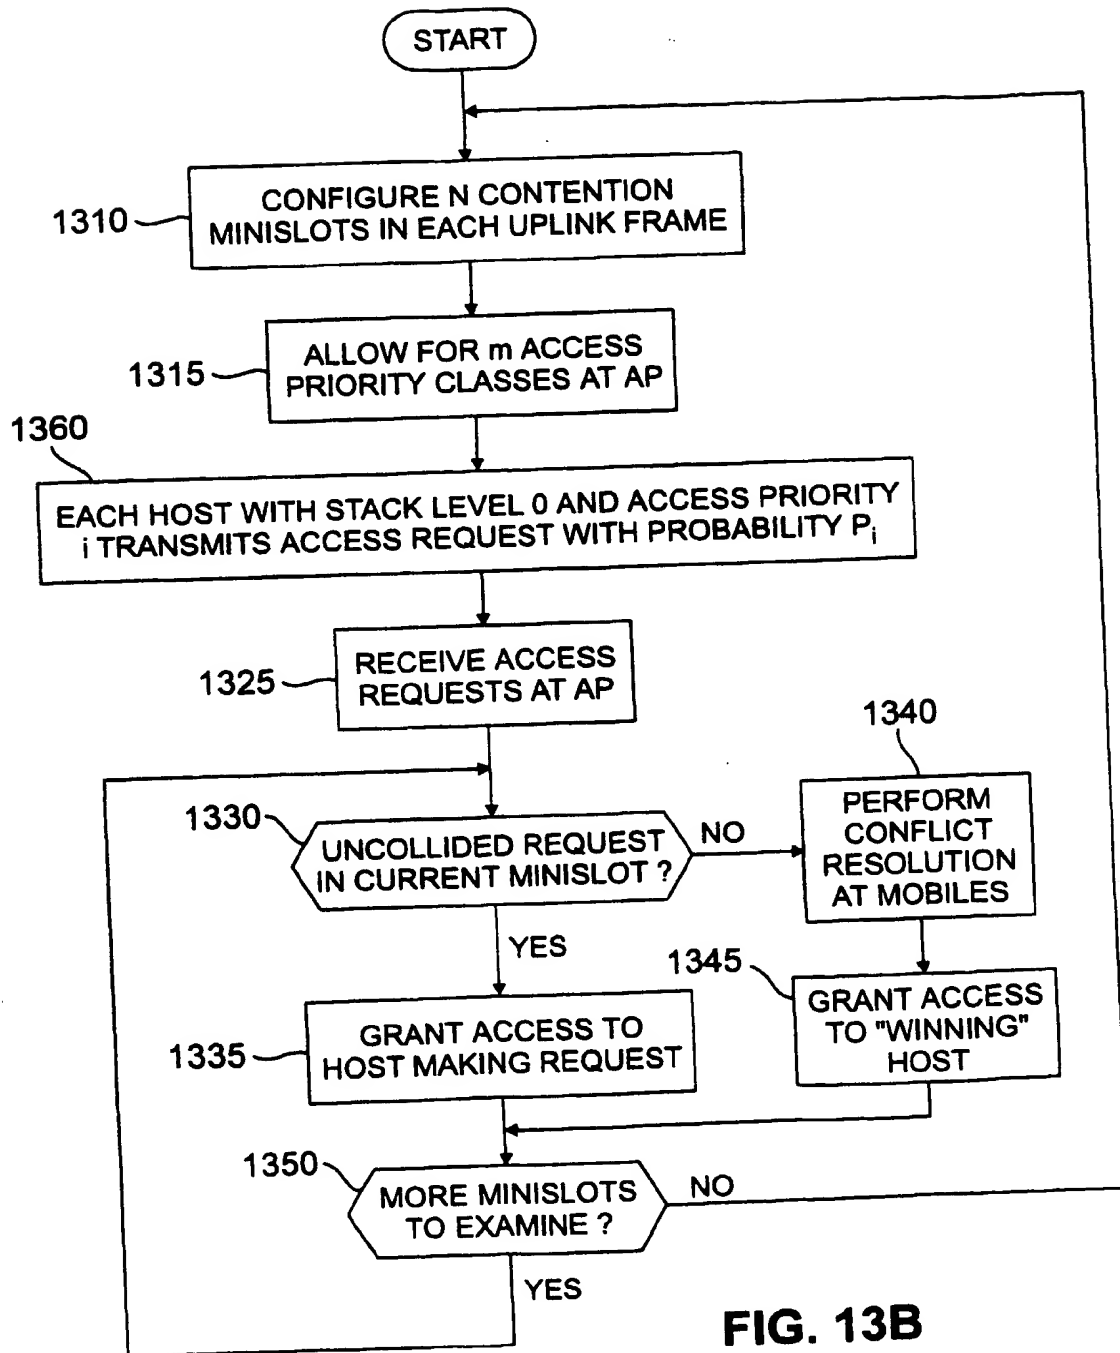 START
1310
CONFIGURE N CONTENTION
MINISLOTS IN EACH UPLINK FRAME
1315
ALLOW FOR m ACCESS
PRIORITY CLASSES AT AP
1360
EACH HOST WITH STACK LEVEL 0 AND ACCESS PRIORITY
i TRANSMITS ACCESS REQUEST WITH PROBABILITY Pi
1325
RECEIVE ACCESS
REQUESTS AT AP
1330
UNCOLLIDED REQUEST
IN CURRENT MINISLOT ?
NO
YES
1340
PERFORM
CONFLICT
RESOLUTION
AT MOBILES
1335
GRANT ACCESS TO
HOST MAKING REQUEST
1345
GRANT ACCESS
TO "WINNING"
HOST
1350
MORE MINISLOTS
TO EXAMINE ?
NO
YES
FIG. 13B